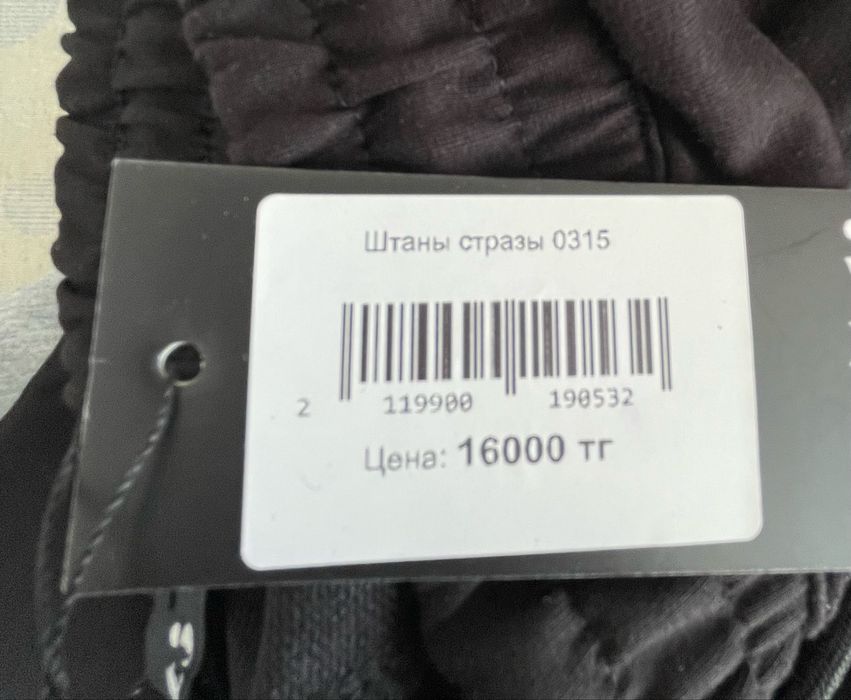 Штаны стразы 0315
2 119900 190532
Цена: 16000 тг